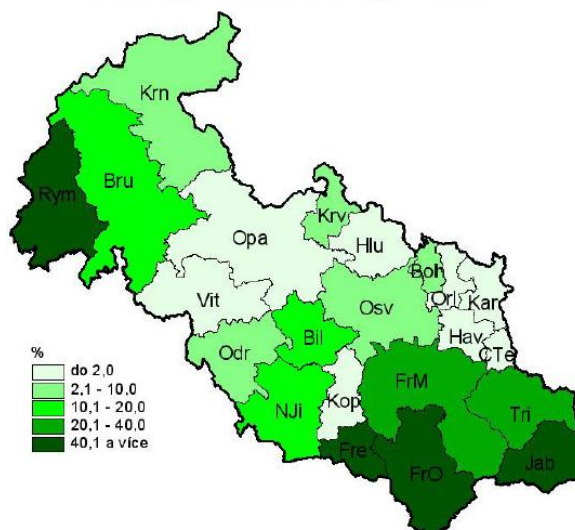 Krn
Rym
Bru
Krv
Opa
Hlu
Boh
Vit
Orl
Kar
Osv
Hav
CTe
Odr
Bil
FrM
NJi
Kop
Tri
Fre
FrO
Jab
%
do 2,0
2,1 - 10,0
10,1 - 20,0
20,1 - 40,0
40,1 a více